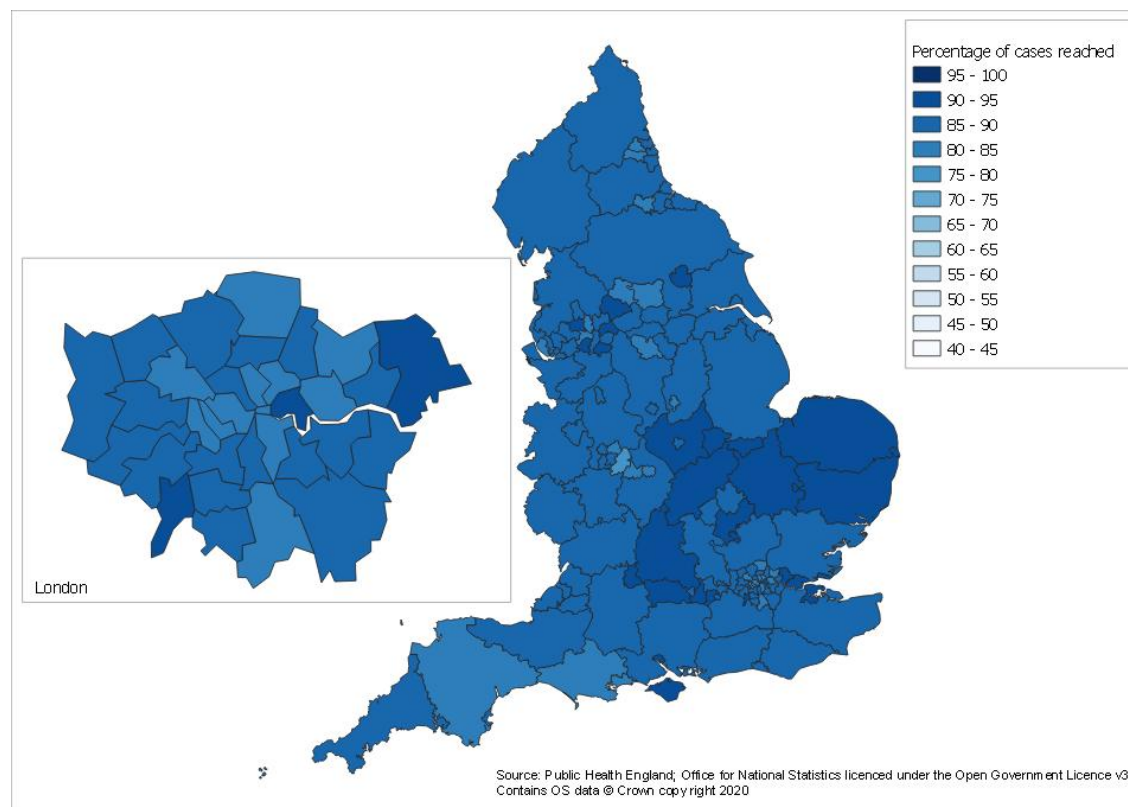 Percentage of cases reached
95 - 100
90 - 95
85 - 90
80 - 85
75 - 80
70 - 75
65 - 70
60 - 65
55 - 60
50 - 55
45 - 50
40 - 45
London
Source: Public Health England; Office for National Statistics licenced under the Open Government Licence v3
Contains OS data © Crown copyright 2020